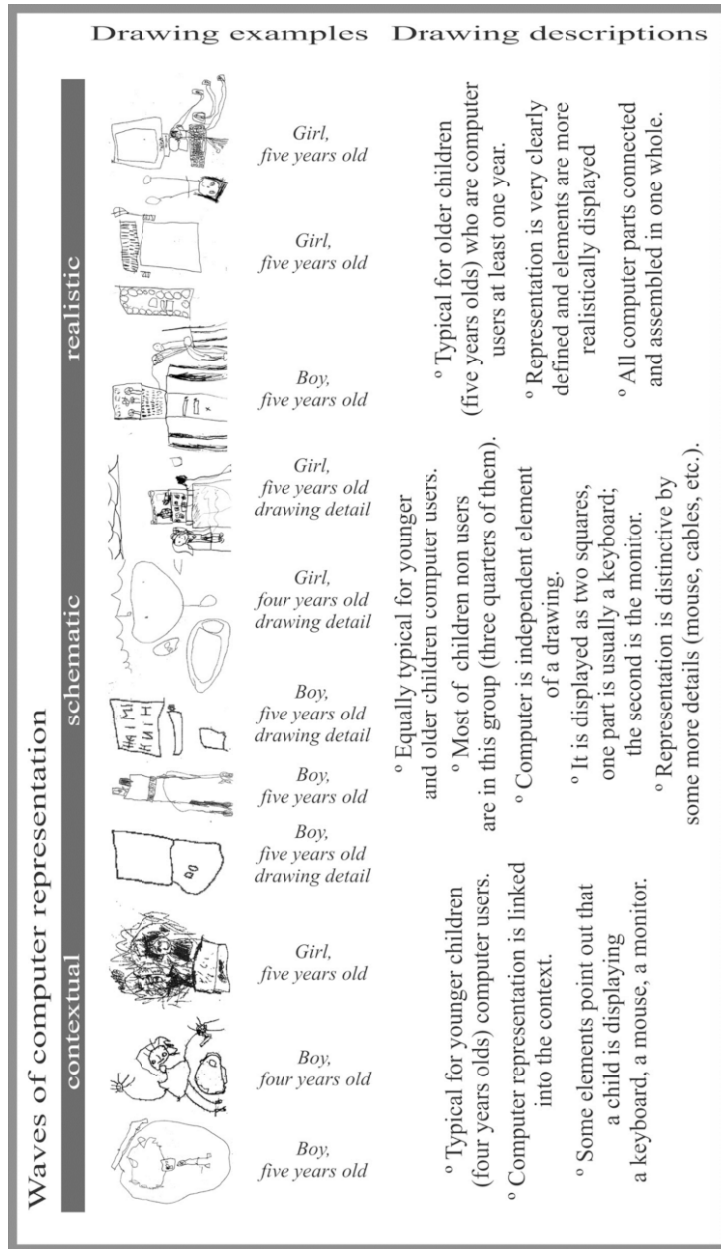 Waves of computer representation
Drawing examples
Drawing descriptions
realistic
Girl,
five years old
Girl,
five years old
Boy,
five years old
º Typical for older children
(five years olds) who are computer
users at least one year.
º Representation is very clearly
defined and elements are more
realistically displayed
º All computer parts connected
and assembled in one whole.
schematic
Girl,
five years old
drawing detail
Girl,
four years old
drawing detail
Boy,
five years old
drawing detail
Boy,
five years old
Boy,
five years old
drawing detail
º Equally typical for younger
and older children computer users.
º Most of children non users
are in this group (three quarters of them).
º Computer is independent element
of a drawing.
º It is displayed as two squares,
one part is usually a keyboard;
the second is the monitor.
º Representation is distinctive by
some more details (mouse, cables, etc.).
contextual
Girl,
five years old
Boy,
four years old
Boy,
five years old
º Typical for younger children
(four years olds) computer users.
º Computer representation is linked
into the context.
º Some elements point out that
a child is displaying
a keyboard, a mouse, a monitor.